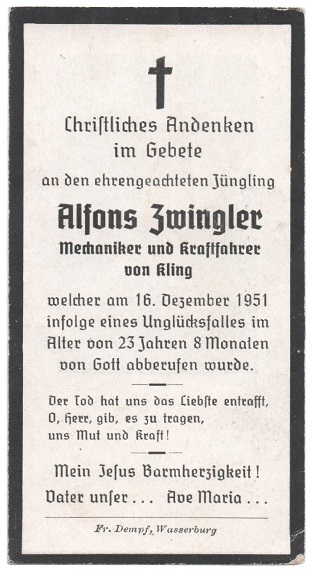 Christliches Andenken
im Gebete
an den ehrengeachteten Jüngling
Alfons Zwingler
Mechaniker und Kraftfahrer
von Kling
welcher am 16. Dezember 1951
infolge eines Unglücksfalles im
Alter von 23 Jahren 8 Monaten
von Gott abberufen wurde.
Der Tod hat uns das Liebste entrafft,
O, Herr, gib, es zu tragen,
uns Mut und Kraft!
Mein Jesus Barmherzigkeit!
Vater unser... Ave Maria...
Fr. Dempf, Wasserburg